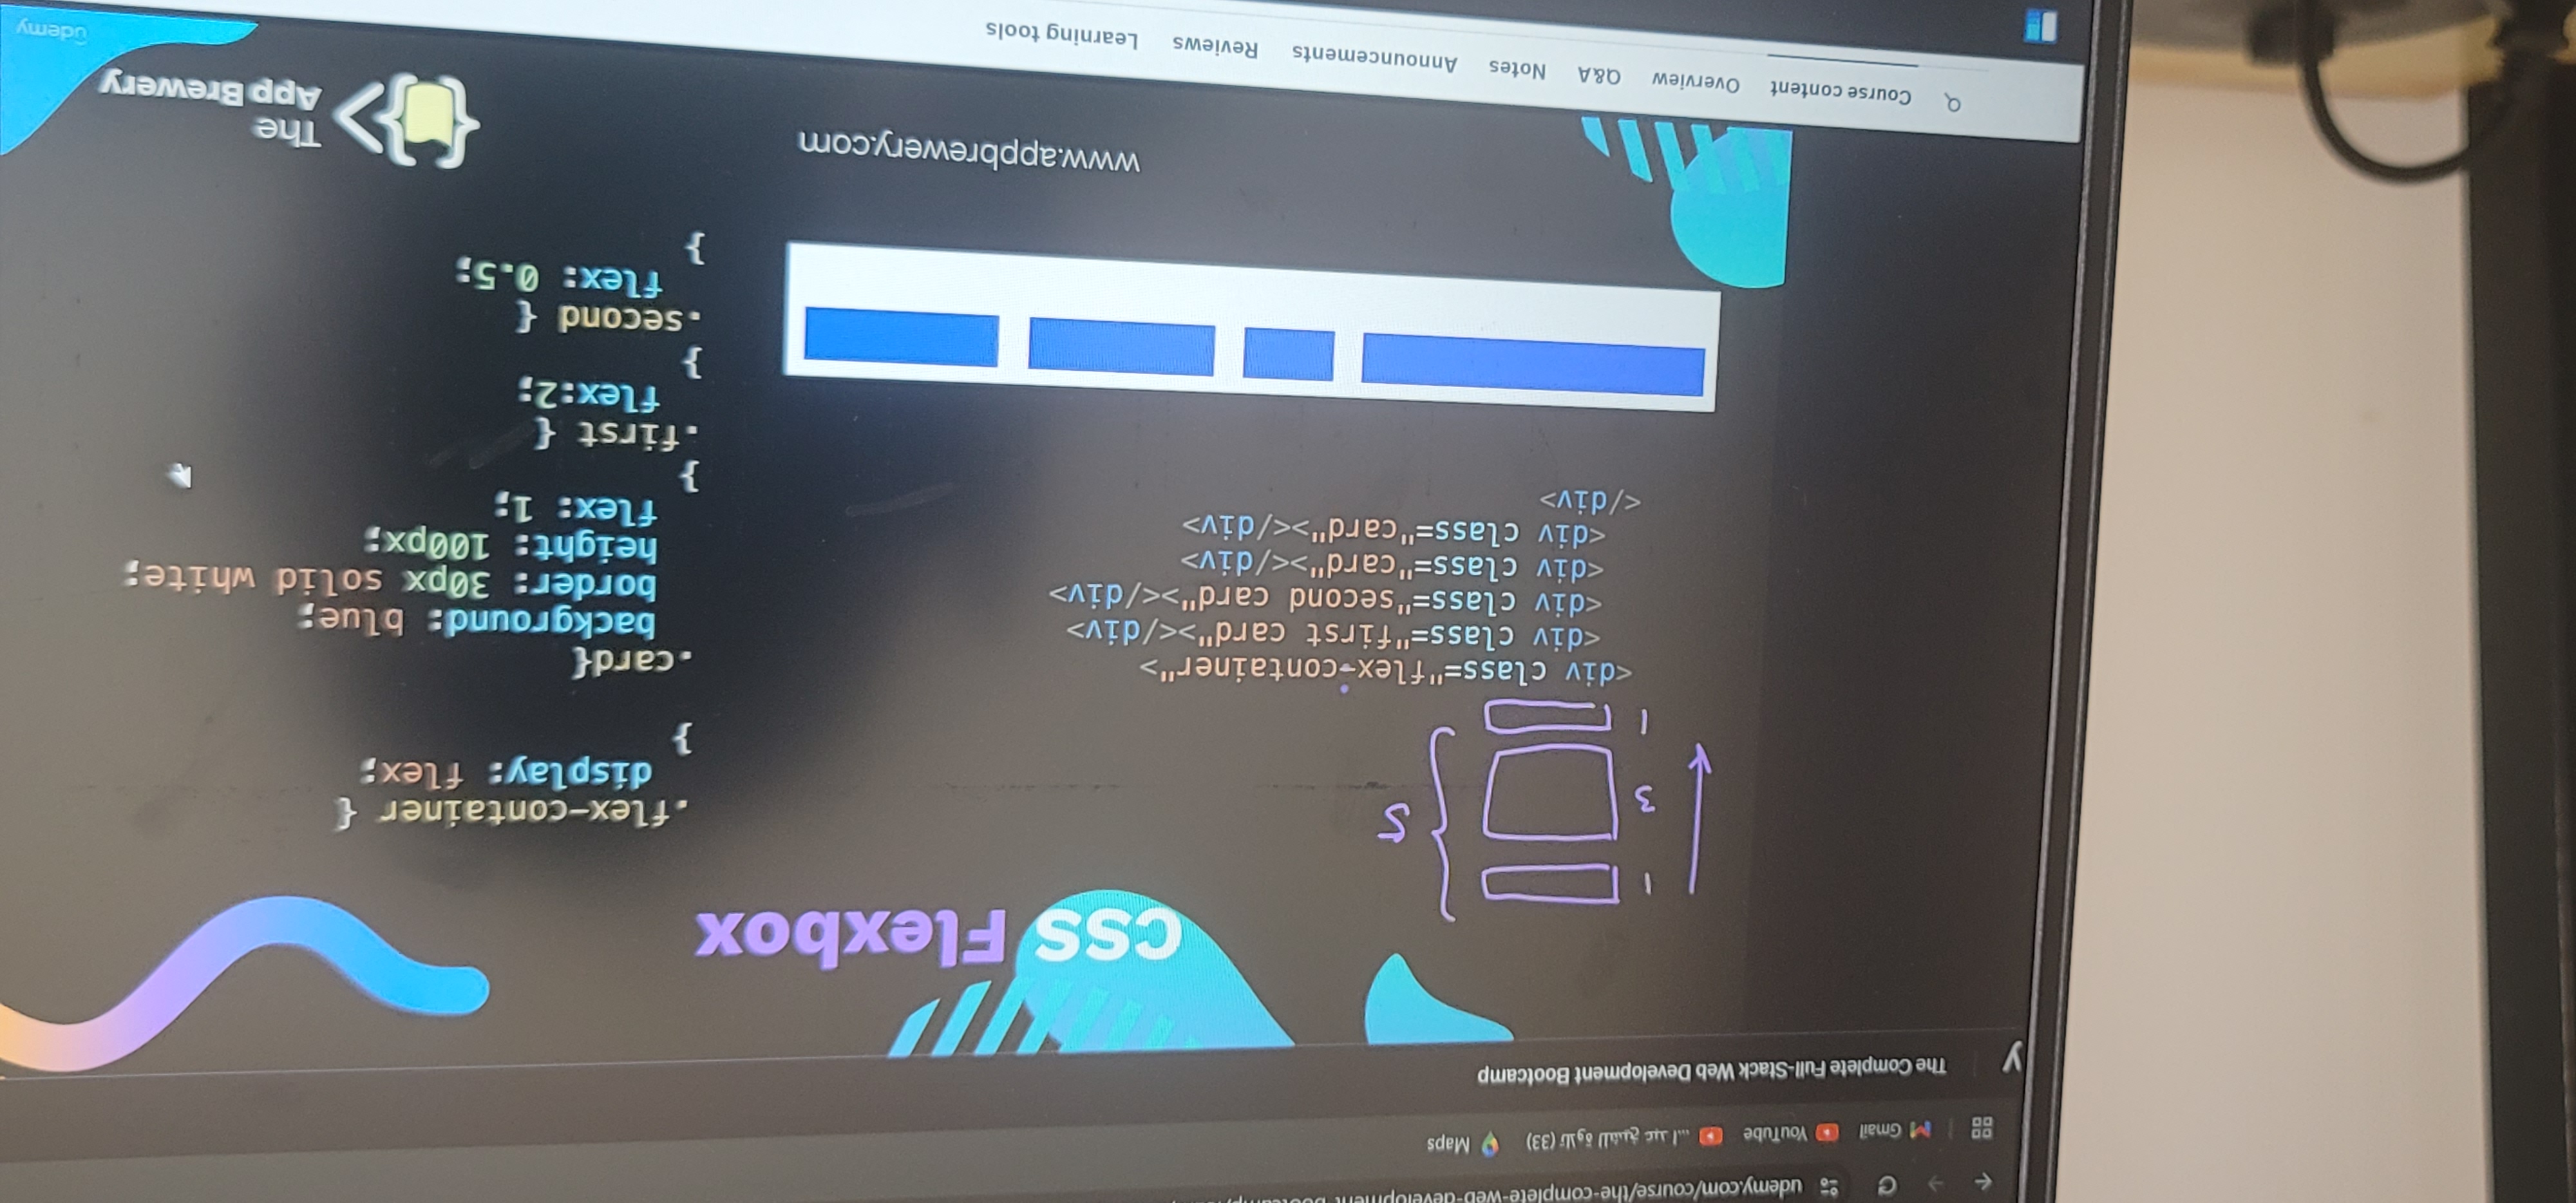 udemy.com/course/the-complete-web-development-bootcamp/
Gmail
YouTube
(33) تلاوة للشيخ عبد ا...
Maps
y
The Complete Full-Stack Web Development Bootcamp
CSS Flexbox
1
3
5
1
<div class="flex-container">
<div class="first card"></div>
<div class="second card"></div>
<div class="card"></div>
<div class="card"></div>
</div>
.flex-container {
display: flex;
}
.card{
background: blue;
border: 30px solid white;
height: 100px;
flex: 1;
}
.first {
flex:2;
}
.second {
flex: 0.5;
}
www.appbrewery.com
The
App Brewery
Course content
Overview
Q&A
Notes
Announcements
Reviews
Learning tools
ûdemy